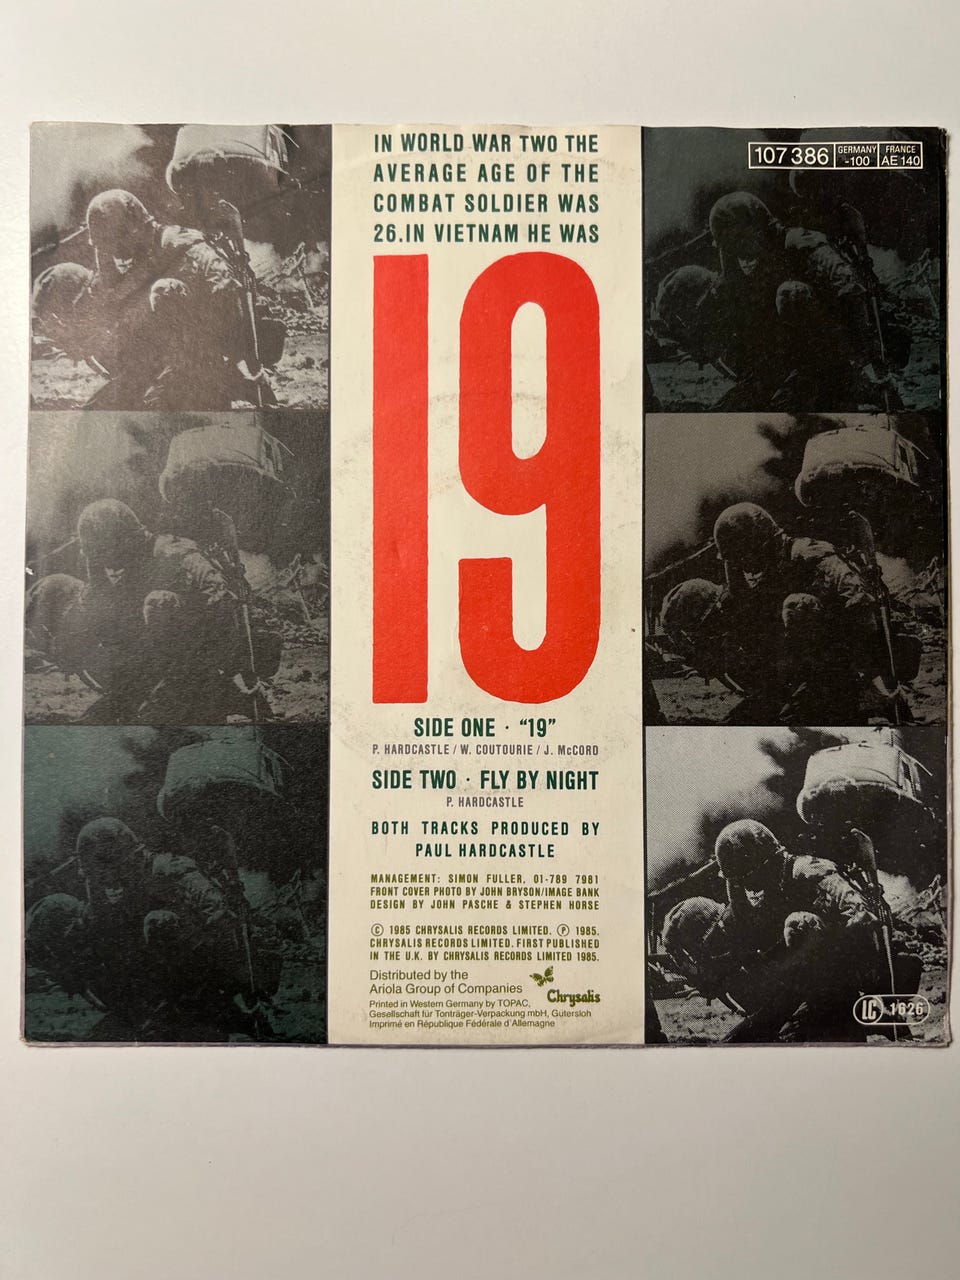 IN WORLD WAR TWO THE
AVERAGE AGE OF THE
COMBAT SOLDIER WAS
26.IN VIETNAM HE WAS
19
107 386
GERMANY
-100
FRANCE
AE 140
SIDE ONE · “19”
P. HARDCASTLE / W. COUTOURIE / J. McCORD
SIDE TWO · FLY BY NIGHT
P. HARDCASTLE
BOTH TRACKS PRODUCED BY
PAUL HARDCASTLE
MANAGEMENT: SIMON FULLER, 01-789 7981
FRONT COVER PHOTO BY JOHN BRYSON/IMAGE BANK
DESIGN BY JOHN PASCHE & STEPHEN HORSE
© 1985 CHRYSALIS RECORDS LIMITED. ℗ 1985.
CHRYSALIS RECORDS LIMITED. FIRST PUBLISHED
IN THE U.K. BY CHRYSALIS RECORDS LIMITED 1985.
Distributed by the
Ariola Group of Companies
Chrysalis
Printed in Western Germany by TOPAC,
Gesellschaft für Tonträger-Verpackung mbH, Gutersloh
Imprimé en République Fédérale d'Allemagne
LC 1626